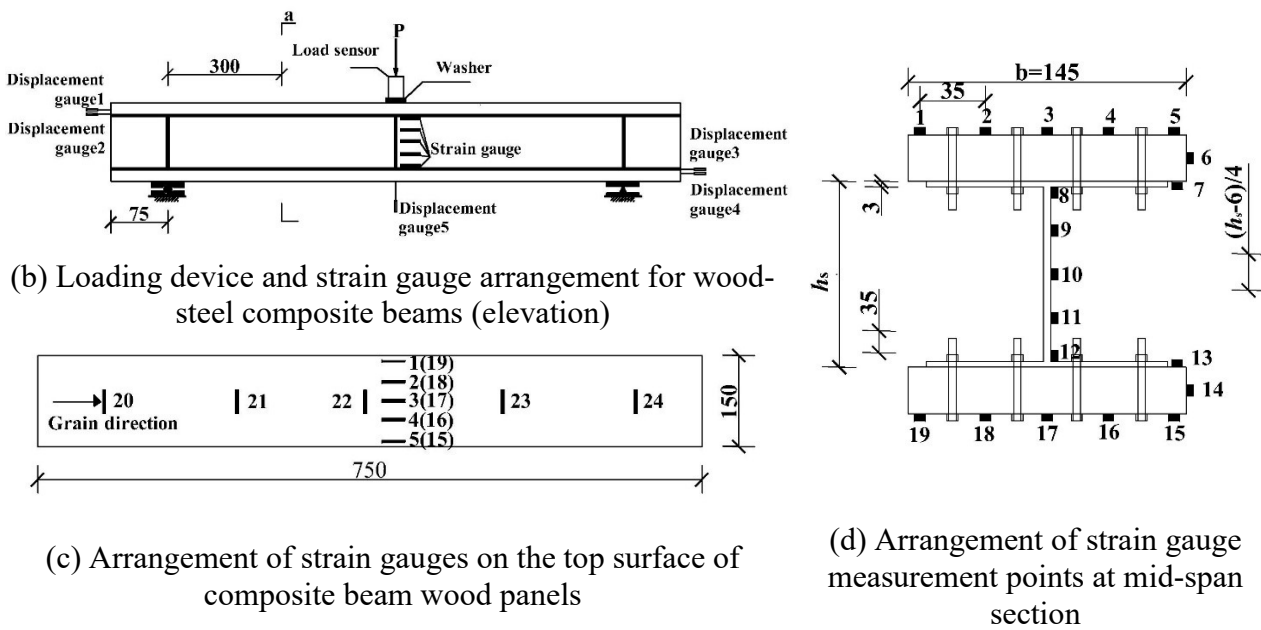 a
P
Load sensor
Washer
300
Displacement
gauge1
Displacement
gauge2
Strain gauge
Displacement
gauge3
Displacement
gauge4
75
Displacement
gauge5
(b) Loading device and strain gauge arrangement for wood-
steel composite beams (elevation)
1(19)
2(18)
20 21 22 3(17) 23 24
Grain direction
4(16)
5(15)
150
750
(c) Arrangement of strain gauges on the top surface of
composite beam wood panels
b=145
35
1 2 3 4 5
6
7
3
8
9
10
11
12
hs
35
(hs-6)/4
13
14
19 18 17 16 15
(d) Arrangement of strain gauge
measurement points at mid-span
section